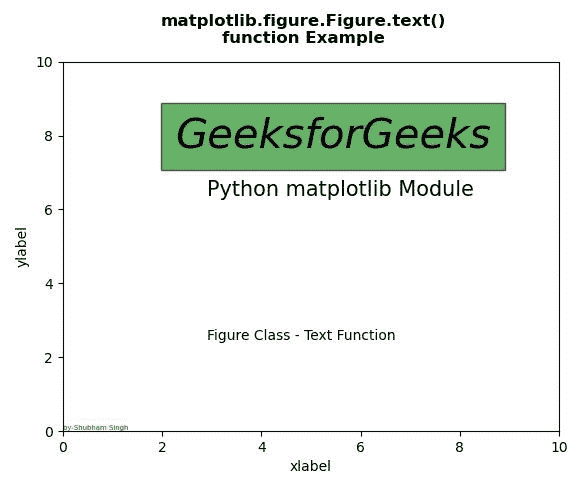 matplotlib.figure.Figure.text()
function Example
10
GeeksforGeeks
8
Python matplotlib Module
6
ylabel
4
Figure Class - Text Function
2
by-Shubham Singh
0
0 2 4 6 8 10
xlabel